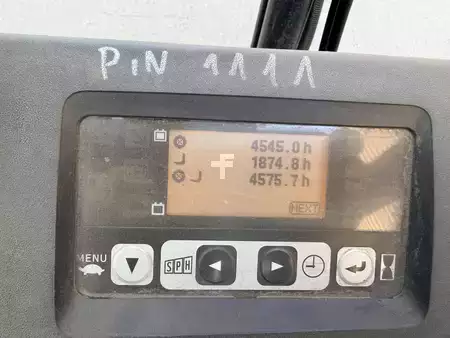 PiN 1111
4545.0h
1874.8h
4575.7h
NEXT
MENU
SPH